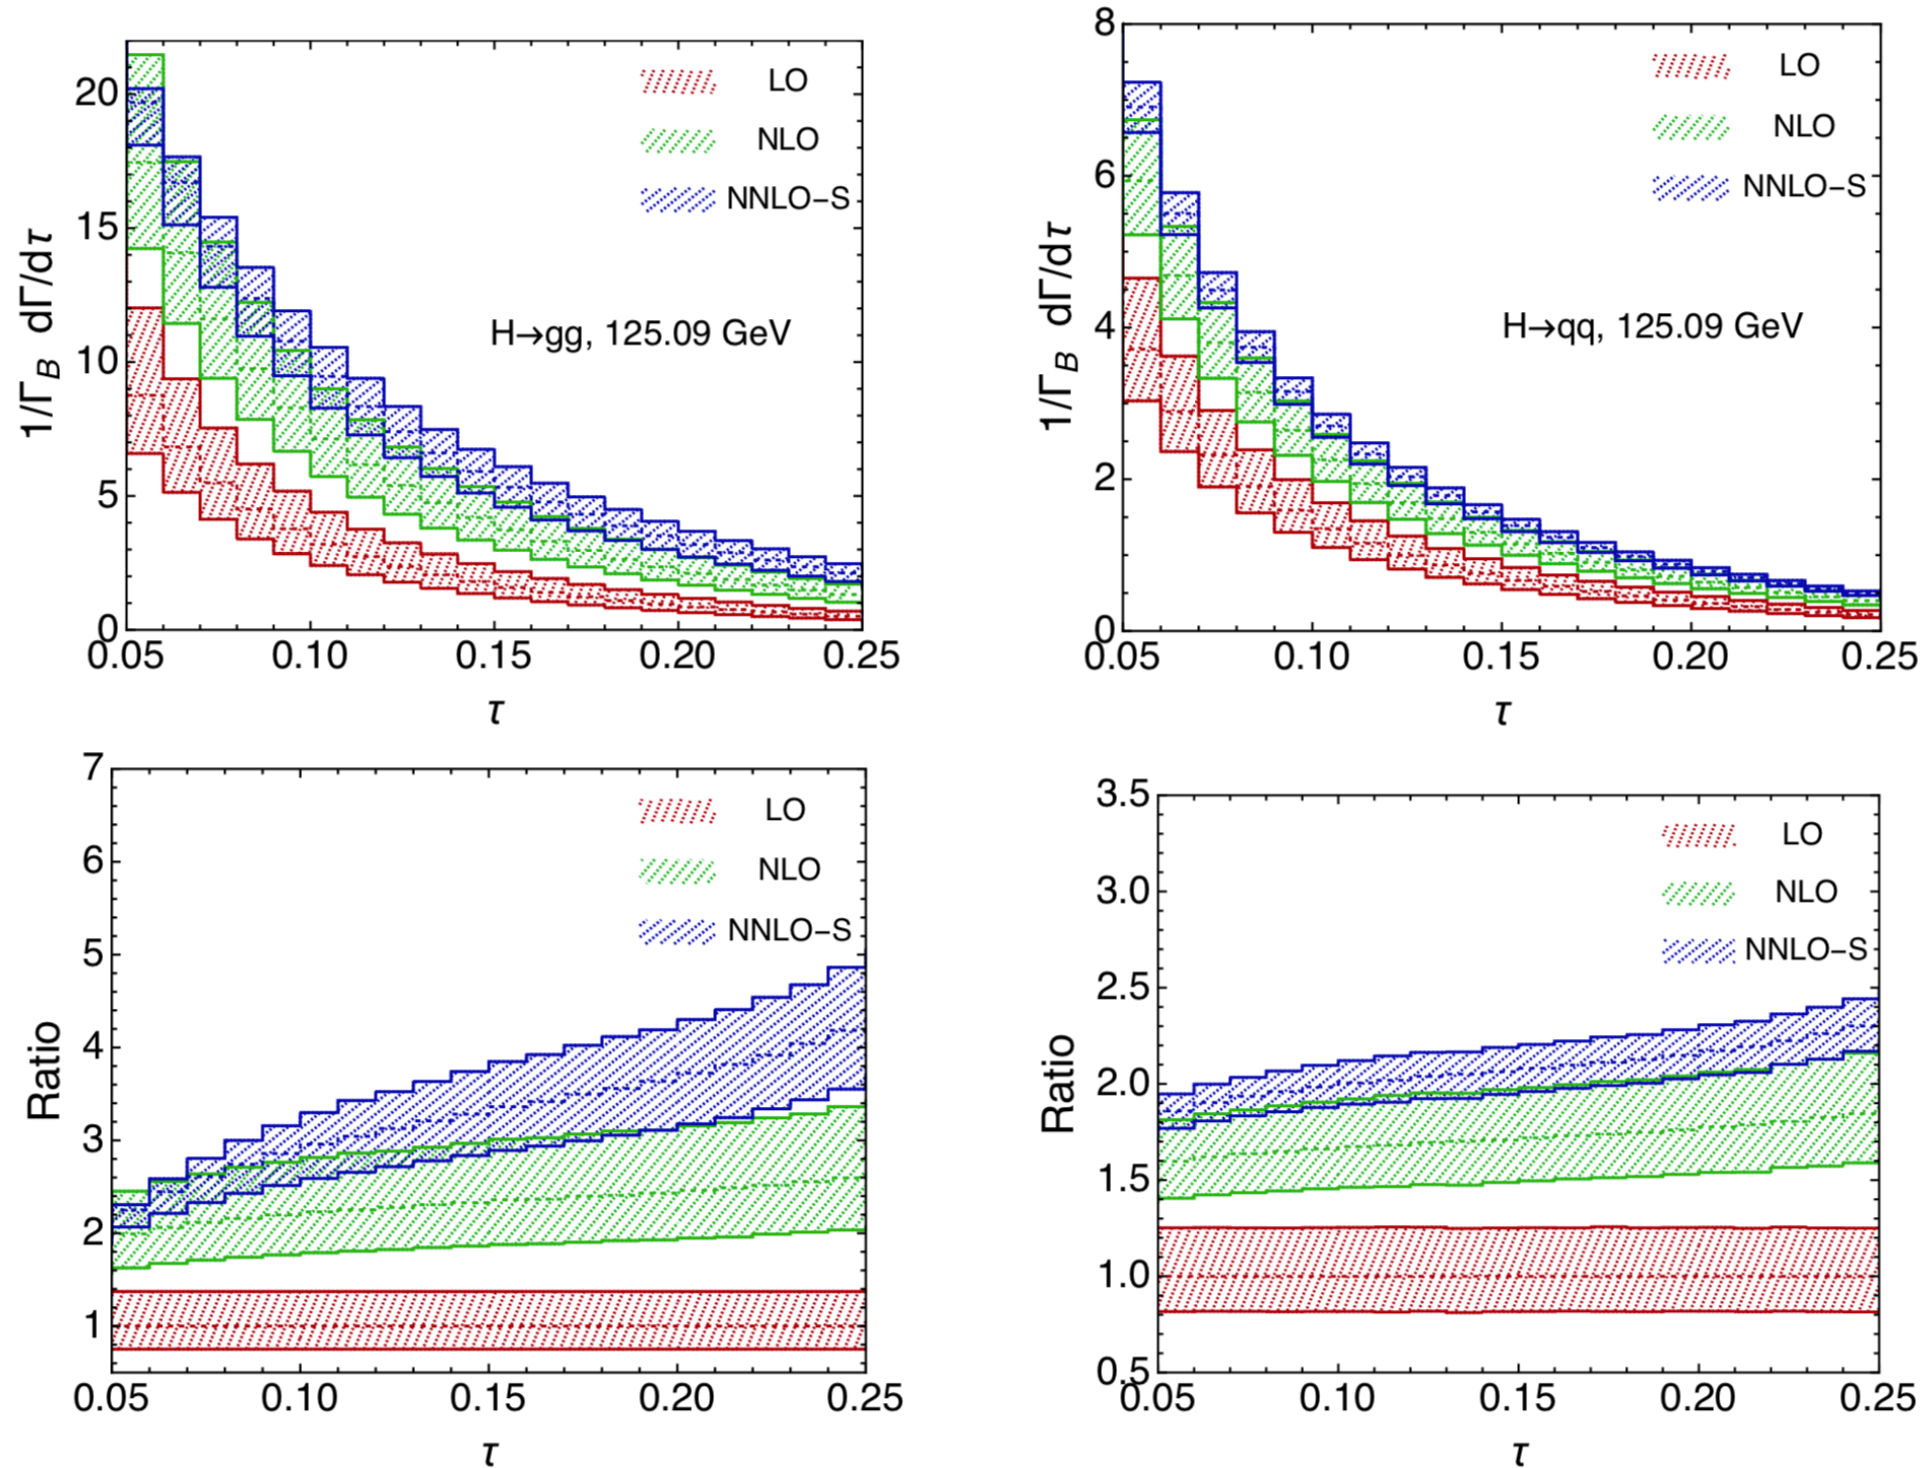 20
15
10
5
0
1/Γ_B dΓ/dτ
LO
NLO
NNLO−S
H→gg, 125.09 GeV
0.05 0.10 0.15 0.20 0.25
τ
8
6
4
2
0
1/Γ_B dΓ/dτ
LO
NLO
NNLO−S
H→qq, 125.09 GeV
0.05 0.10 0.15 0.20 0.25
τ
7
6
5
4
3
2
1
Ratio
LO
NLO
NNLO−S
0.05 0.10 0.15 0.20 0.25
τ
3.5
3.0
2.5
2.0
1.5
1.0
0.5
Ratio
LO
NLO
NNLO−S
0.05 0.10 0.15 0.20 0.25
τ